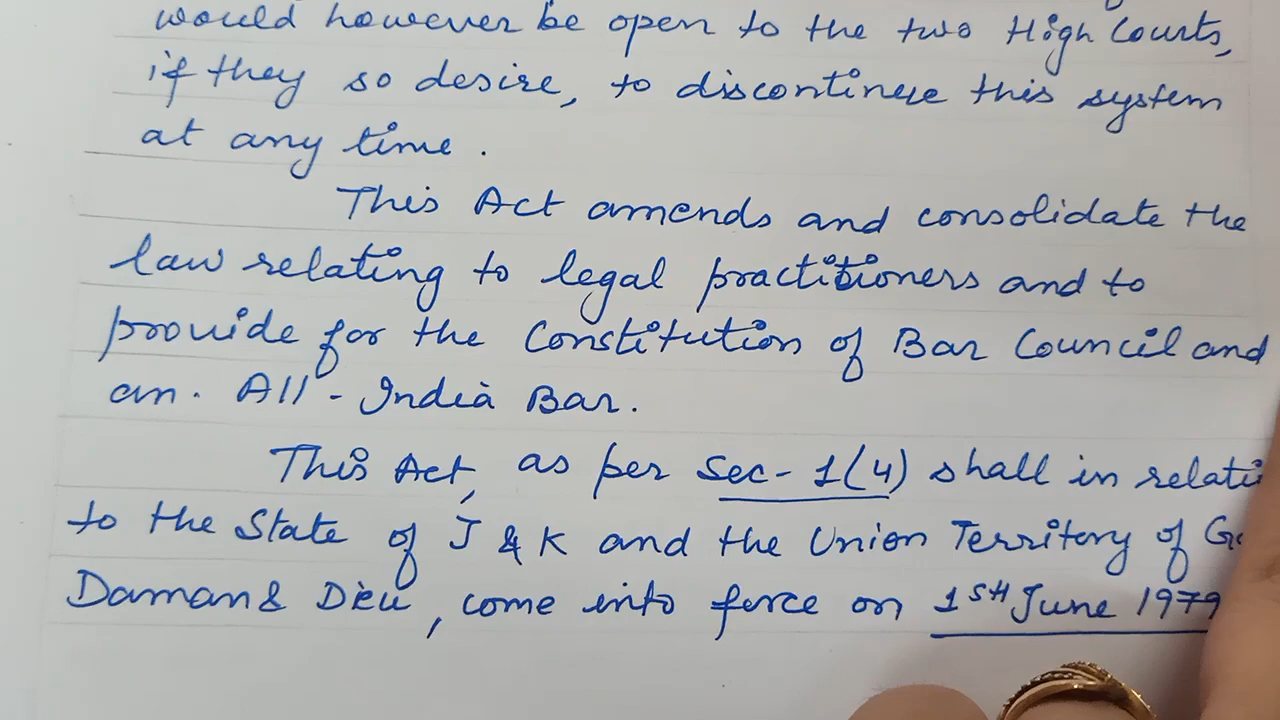 would however be open to the two High Courts,
if they so desire, to discontinue this system
at any time.
This Act amends and consolidate the
law relating to legal practitioners and to
provide for the Constitution of Bar Council and
an. All-India Bar.
This Act, as per Sec-1(4) shall in relati
to the State of J & K and the Union Territory of G
Daman & Dieu, come into force on 1st June 1979